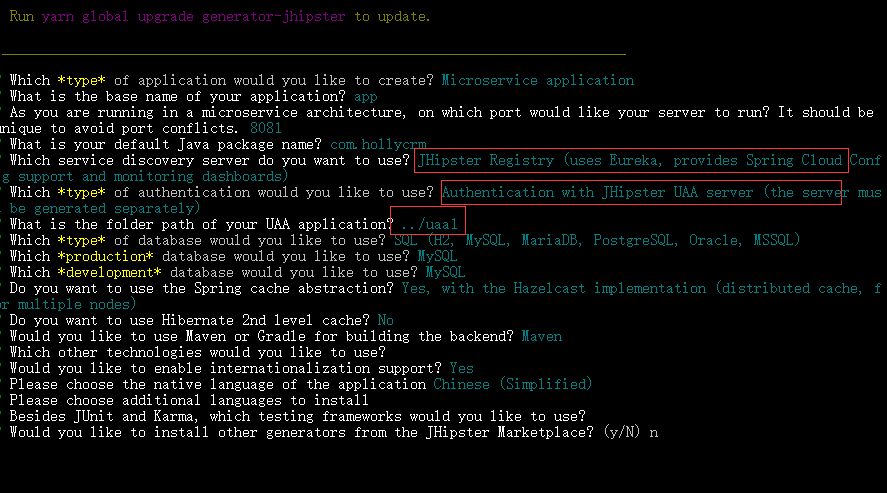 Run yarn global upgrade generator-jhipster to update.
Which *type* of application would you like to create? Microservice application
What is the base name of your application? app
As you are running in a microservice architecture, on which port would like your server to run? It should be
nique to avoid port conflicts. 8081
What is your default Java package name? com.hollycrm
Which service discovery server do you want to use? JHipster Registry (uses Eureka, provides Spring Cloud Conf
g support and monitoring dashboards)
Which *type* of authentication would you like to use? Authentication with JHipster UAA server (the server mus
be generated separately)
What is the folder path of your UAA application? ../uaa1
Which *type* of database would you like to use? SQL (H2, MySQL, MariaDB, PostgreSQL, Oracle, MSSQL)
Which *production* database would you like to use? MySQL
Which *development* database would you like to use? MySQL
Do you want to use the Spring cache abstraction? Yes, with the Hazelcast implementation (distributed cache, f
r multiple nodes)
Do you want to use Hibernate 2nd level cache? No
Would you like to use Maven or Gradle for building the backend? Maven
Which other technologies would you like to use?
Would you like to enable internationalization support? Yes
Please choose the native language of the application Chinese (Simplified)
Please choose additional languages to install
Besides JUnit and Karma, which testing frameworks would you like to use?
Would you like to install other generators from the JHipster Marketplace? (y/N) n